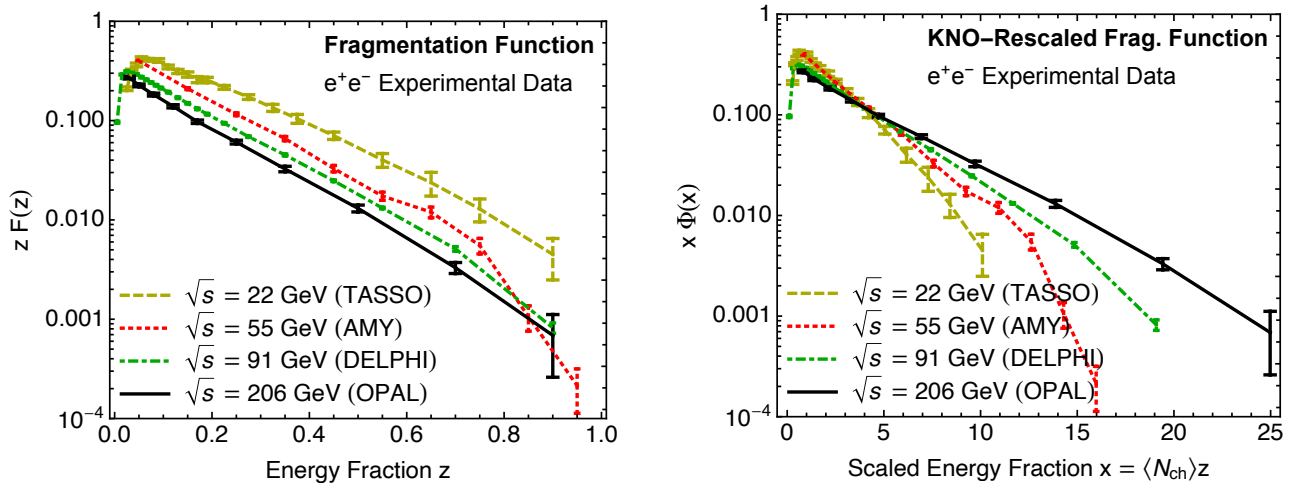 Fragmentation Function
e⁺e⁻ Experimental Data
z F(z)
1
0.100
0.010
0.001
10⁻⁴
√s = 22 GeV (TASSO)
√s = 55 GeV (AMY)
√s = 91 GeV (DELPHI)
√s = 206 GeV (OPAL)
0.0 0.2 0.4 0.6 0.8 1.0
Energy Fraction z
KNO–Rescaled Frag. Function
e⁺e⁻ Experimental Data
x Φ(x)
1
0.100
0.010
0.001
10⁻⁴
√s = 22 GeV (TASSO)
√s = 55 GeV (AMY)
√s = 91 GeV (DELPHI)
√s = 206 GeV (OPAL)
0 5 10 15 20 25
Scaled Energy Fraction x = ⟨N_ch⟩z